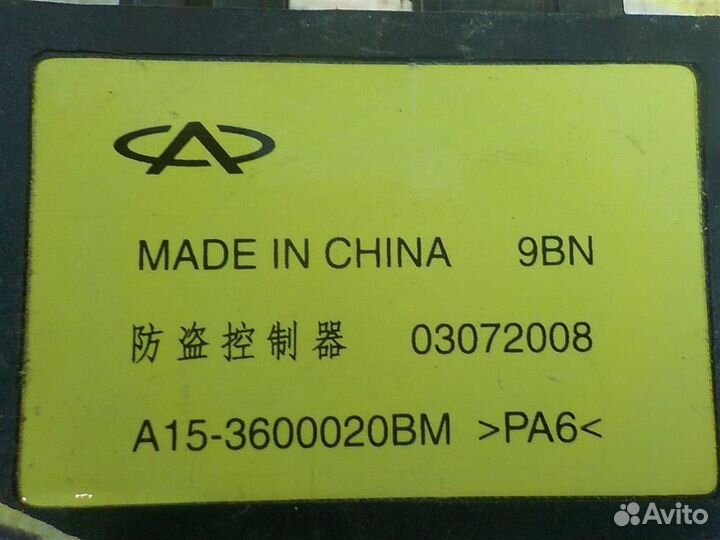 MADE IN CHINA 9BN
防盗控制器 03072008
A15-3600020BM >PA6<
Avito